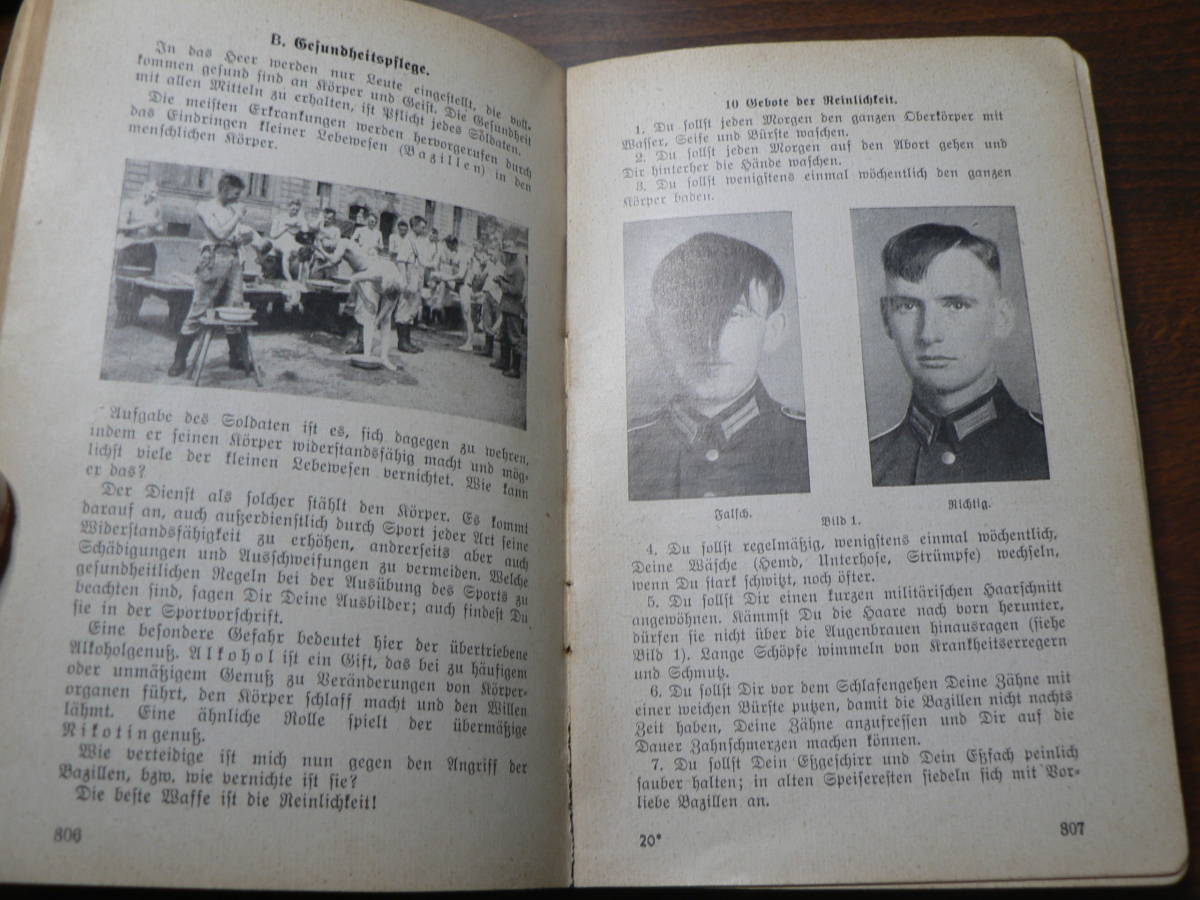 B. Gesundheitspflege.
In das Heer werden nur Leute eingestellt, die voll-
kommen gesund sind an Körper und Geist. Die Gesundheit
mit allen Mitteln zu erhalten, ist Pflicht jedes Soldaten.
Die meisten Erkrankungen werden hervorgerufen durch
das Eindringen kleiner Lebewesen (Bazillen) in den
menschlichen Körper.
Aufgabe des Soldaten ist es, sich dagegen zu wehren,
indem er seinen Körper widerstandsfähig macht und mög-
lichst viele der kleinen Lebewesen vernichtet. Wie kann
er das?
Der Dienst als solcher stählt den Körper. Es kommt
darauf an, auch außerdienstlich durch Sport jeder Art seine
Widerstandsfähigkeit zu erhöhen, andrerseits aber auch
Schädigungen und Ausschweifungen zu vermeiden. Welche
gesundheitlichen Regeln bei der Ausübung des Sports zu
beachten sind, sagen Dir Deine Ausbilder; auch findest Du
sie in der Sportvorschrift.
Eine besondere Gefahr bedeutet hier der übertriebene
Alkoholgenuß. Alkohol ist ein Gift, das bei zu häufigem
oder unmäßigem Genuß zu Veränderungen von Körper-
organen führt, den Körper schlaff macht und den Willen
lähmt. Eine ähnliche Rolle spielt der übermäßige
Nikotingenuß.
Wie verteidige ist mich nun gegen den Angriff der
Bazillen, bzw. wie vernichte ist sie?
Die beste Waffe ist die Reinlichkeit!
306
10 Gebote der Reinlichkeit.
1. Du sollst jeden Morgen den ganzen Oberkörper mit
Wasser, Seife und Bürste waschen.
2. Du sollst jeden Morgen auf den Abort gehen und
Dir hinterher die Hände waschen.
3. Du sollst wenigstens einmal wöchentlich den ganzen
Körper baden.
Falsch.
Richtig.
Bild 1.
4. Du sollst regelmäßig, wenigstens einmal wöchentlich,
Deine Wäsche (Hemd, Unterhose, Strümpfe) wechseln,
wenn Du stark schwitzt, noch öfter.
5. Du sollst Dir einen kurzen militärischen Haarschnitt
angewöhnen. Kämmst Du die Haare nach vorn herunter,
dürfen sie nicht über die Augenbrauen hinausragen (siehe
Bild 1). Lange Schöpfe wimmeln von Krankheitserregern
und Schmutz.
6. Du sollst Dir vor dem Schlafengehen Deine Zähne mit
einer weichen Bürste putzen, damit die Bazillen nicht nachts
Zeit haben, Deine Zähne anzufressen und Dir auf die
Dauer Zahnschmerzen machen können.
7. Du sollst Dein Eßgeschirr und Dein Eßfach peinlich
sauber halten; in alten Speiseresten siedeln sich mit Vor-
liebe Bazillen an.
20*
307